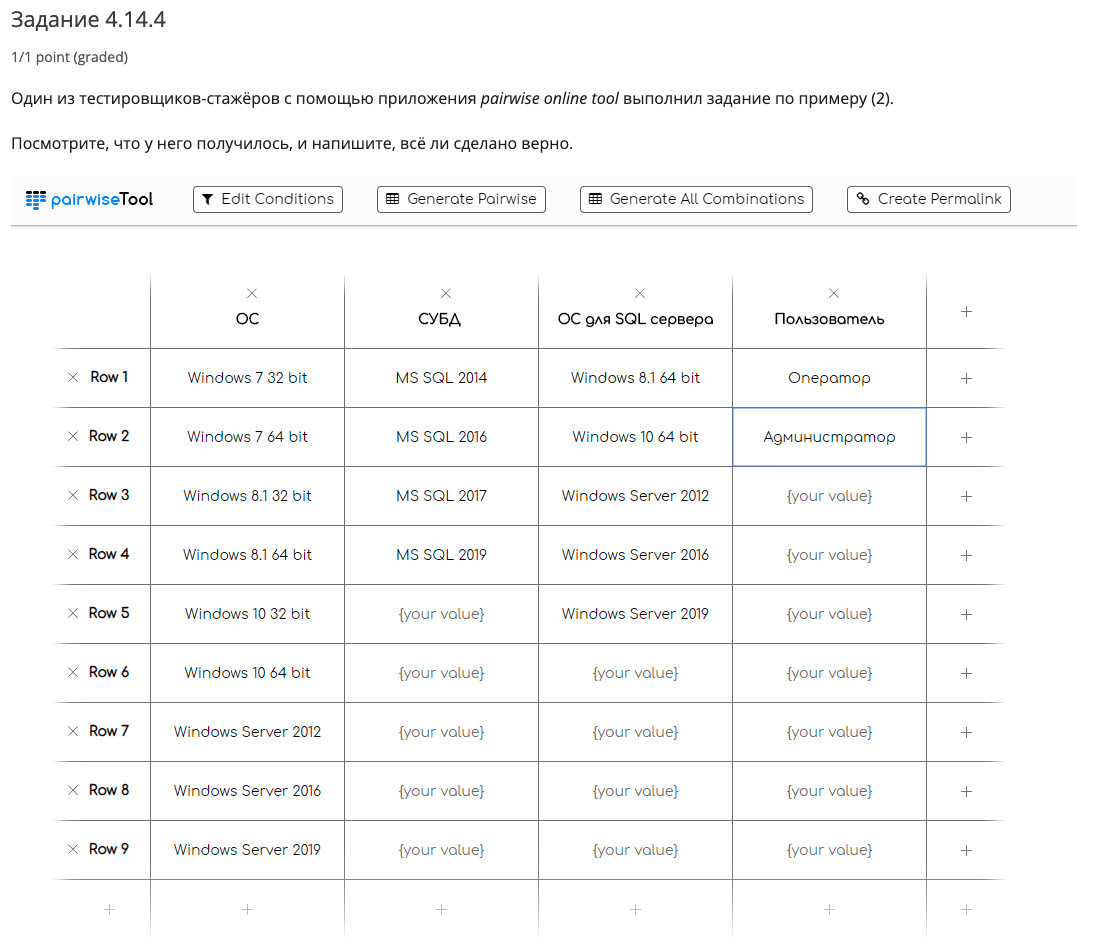 Задание 4.14.4
1/1 point (graded)
Один из тестировщиков-стажёров с помощью приложения pairwise online tool выполнил задание по примеру (2).
Посмотрите, что у него получилось, и напишите, всё ли сделано верно.
pairwiseTool Edit Conditions Generate Pairwise Generate All Combinations Create Permalink
ОС СУБД ОС для SQL сервера Пользователь
Row 1 Windows 7 32 bit MS SQL 2014 Windows 8.1 64 bit Оператор
Row 2 Windows 7 64 bit MS SQL 2016 Windows 10 64 bit Администратор
Row 3 Windows 8.1 32 bit MS SQL 2017 Windows Server 2012 {your value}
Row 4 Windows 8.1 64 bit MS SQL 2019 Windows Server 2016 {your value}
Row 5 Windows 10 32 bit {your value} Windows Server 2019 {your value}
Row 6 Windows 10 64 bit {your value} {your value} {your value}
Row 7 Windows Server 2012 {your value} {your value} {your value}
Row 8 Windows Server 2016 {your value} {your value} {your value}
Row 9 Windows Server 2019 {your value} {your value} {your value}